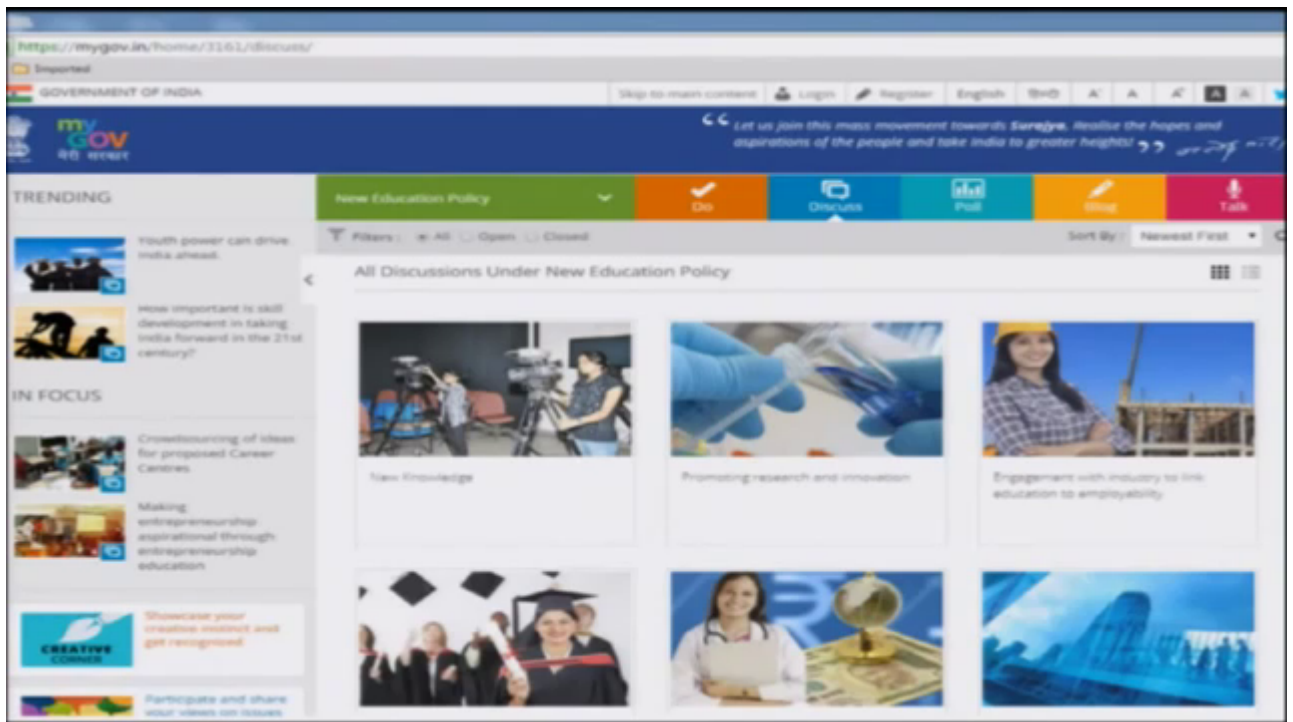 https://mygov.in/home/3161/discuss/
Imported
GOVERNMENT OF INDIA
Skip to main content
Login
Register
English
हिन्दी
A-
A
A+
A
A
my
GOV
मेरी सरकार
Let us join this mass movement towards Surajya. Realise the hopes and
aspirations of the people and take India to greater heights!
TRENDING
Youth power can drive
India ahead.
How important is skill
development in taking
India forward in the 21st
century?
IN FOCUS
Crowdsourcing of ideas
for proposed Career
Centres
Making
entrepreneurship
aspirational through
entrepreneurship
education
CREATIVE
CORNER
Showcase your
creative instinct and
get recognised
Participate and share
your views on issues
New Education Policy
Do
Discuss
Poll
Blog
Talk
Filters : All Open Closed
Sort By : Newest First
All Discussions Under New Education Policy
New Knowledge
Promoting research and innovation
Engagement with industry to link
education to employability